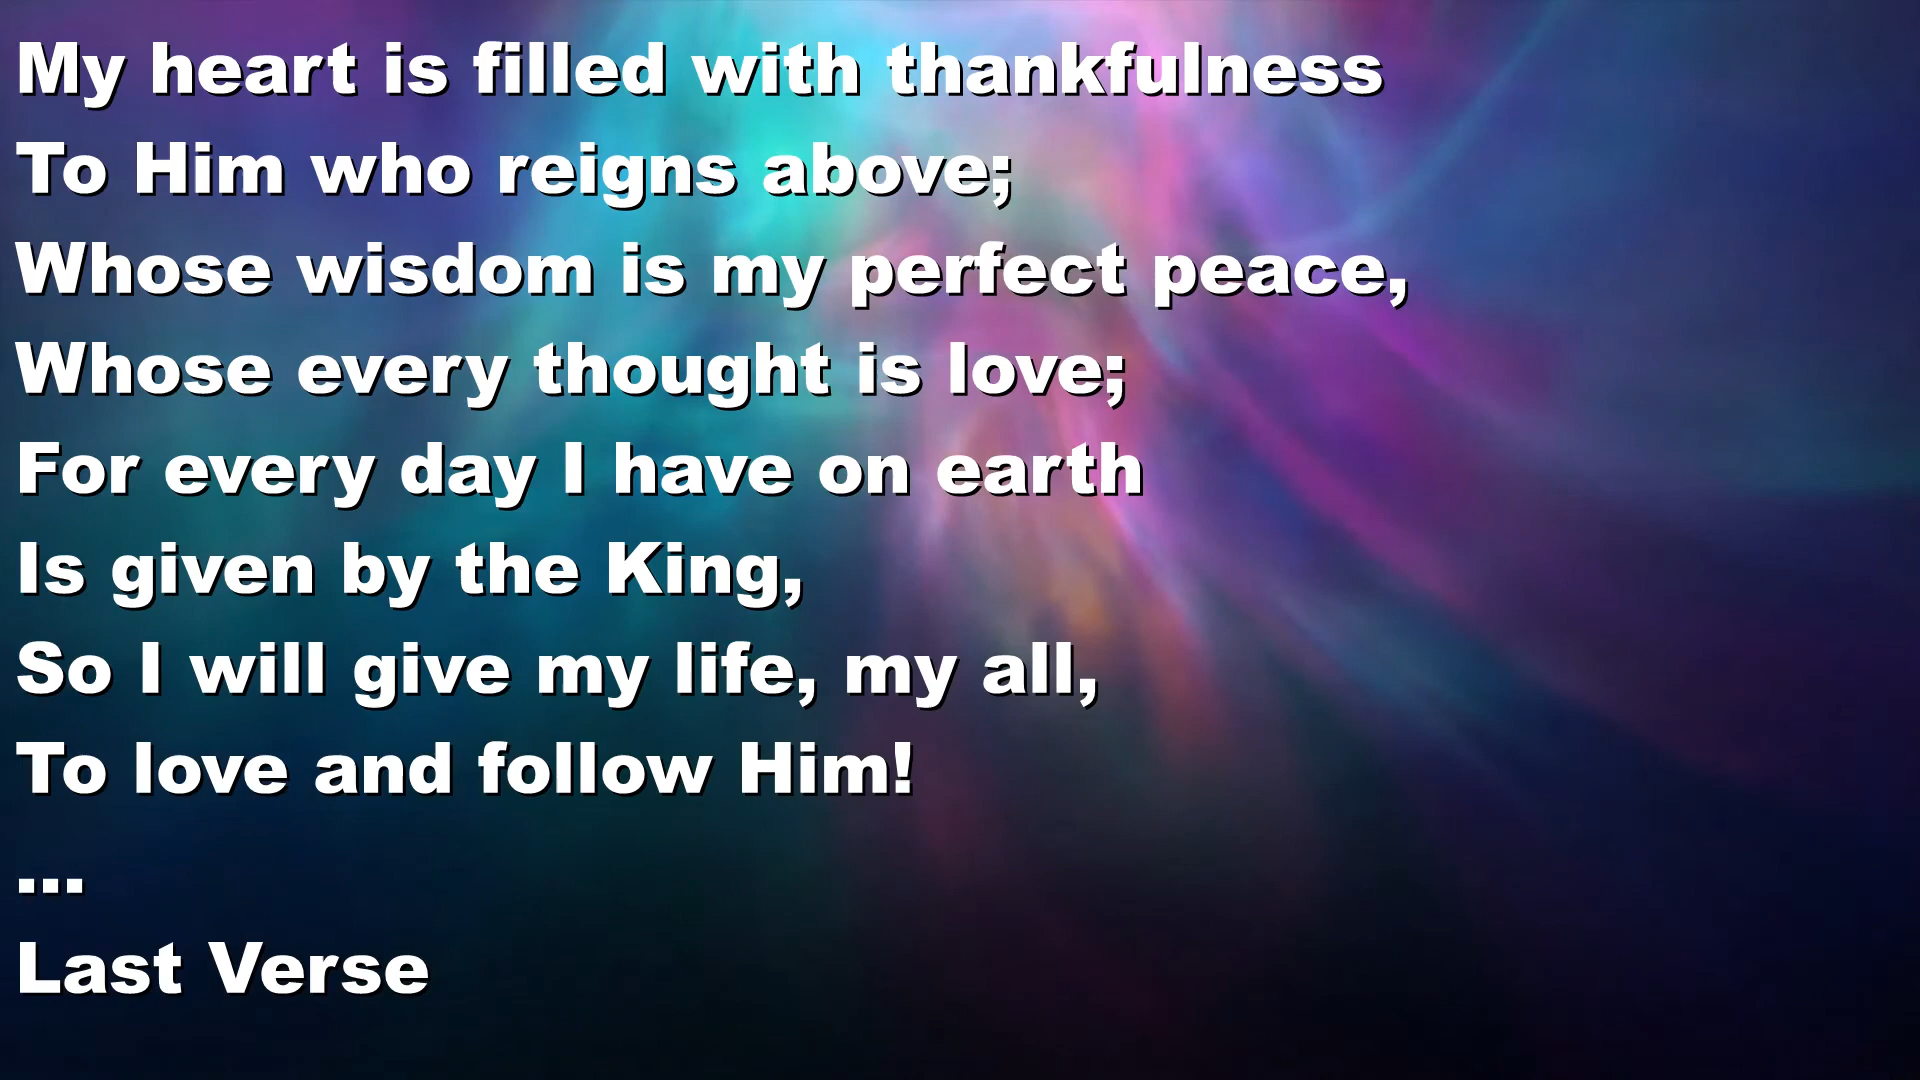 My heart is filled with thankfulness
To Him who reigns above;
Whose wisdom is my perfect peace,
Whose every thought is love;
For every day I have on earth
Is given by the King,
So I will give my life, my all,
To love and follow Him!
...
Last Verse